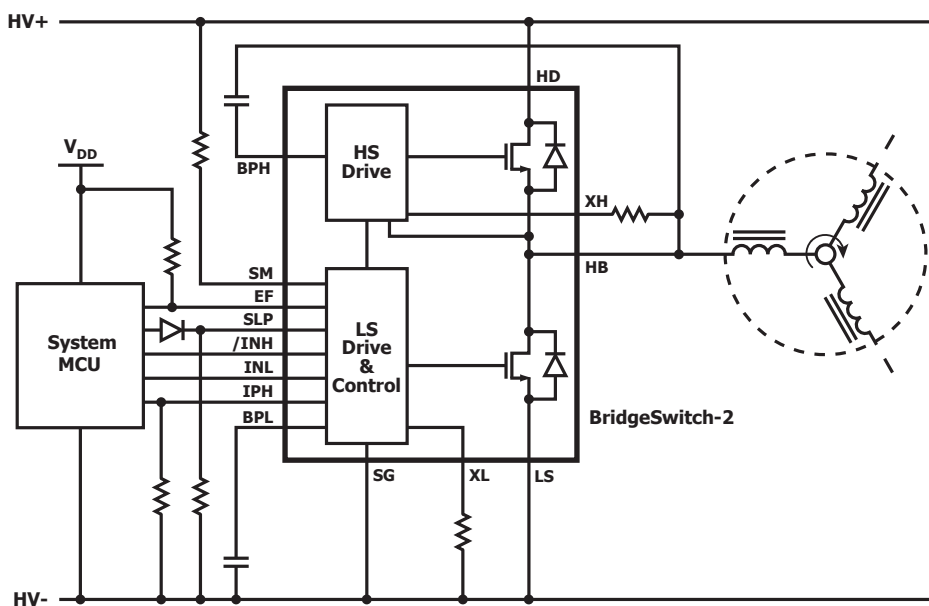 HV+
HD
V_DD
BPH
HS
Drive
XH
HB
SM
EF
SLP
/INH
INL
IPH
BPL
System
MCU
LS
Drive
&
Control
BridgeSwitch-2
SG
XL
LS
HV-